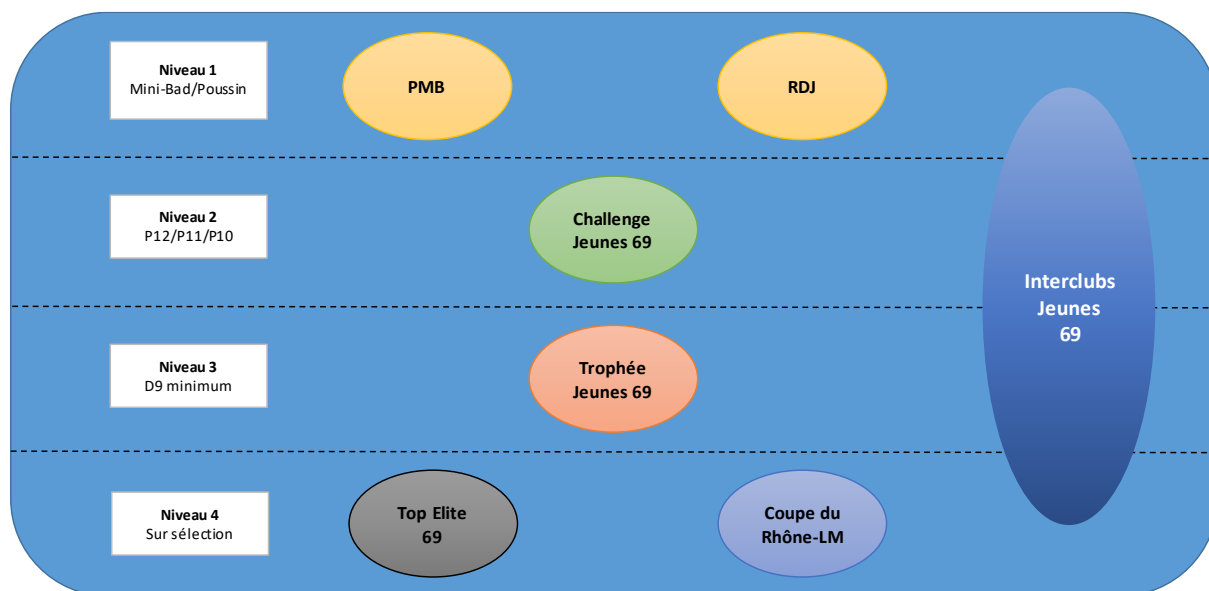 Niveau 1
Mini-Bad/Poussin
PMB
RDJ
Niveau 2
P12/P11/P10
Challenge
Jeunes 69
Interclubs
Jeunes
69
Niveau 3
D9 minimum
Trophée
Jeunes 69
Niveau 4
Sur sélection
Top Elite
69
Coupe du
Rhône-LM